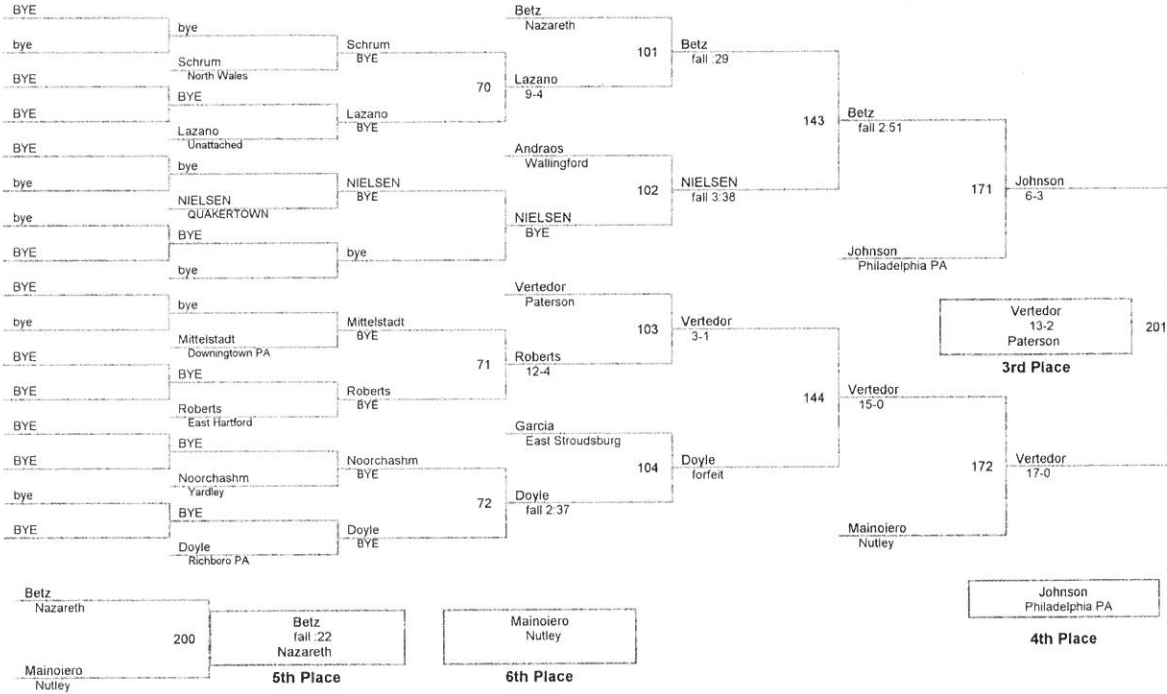 BYE
bye
BYE
BYE
BYE
bye
bye
BYE
BYE
bye
BYE
BYE
BYE
BYE
bye
BYE
bye
Schrum
North Wales
BYE
Lazano
Unattached
bye
NIELSEN
QUAKERTOWN
BYE
bye
bye
Mittelstadt
Downingtown PA
BYE
Roberts
East Hartford
BYE
Noorchashm
Yardley
BYE
Doyle
Richboro PA
Schrum
BYE
70
Lazano
BYE
NIELSEN
BYE
bye
Mittelstadt
BYE
71
Roberts
BYE
Noorchashm
BYE
72
Doyle
BYE
Betz
Nazareth
101
Lazano
9-4
Andraos
Wallingford
102
NIELSEN
BYE
Vertedor
Paterson
103
Roberts
12-4
Garcia
East Stroudsburg
104
Doyle
fall 2:37
Betz
fall :29
143
NIELSEN
fall 3:38
Vertedor
3-1
144
Doyle
forfeit
Betz
fall 2:51
171
Johnson
Philadelphia PA
Vertedor
15-0
172
Mainoiero
Nutley
Johnson
6-3
Vertedor
13-2
Paterson
201
3rd Place
Vertedor
17-0
Johnson
Philadelphia PA
4th Place
Betz
Nazareth
200
Mainoiero
Nutley
Betz
fall :22
Nazareth
5th Place
Mainoiero
Nutley
6th Place